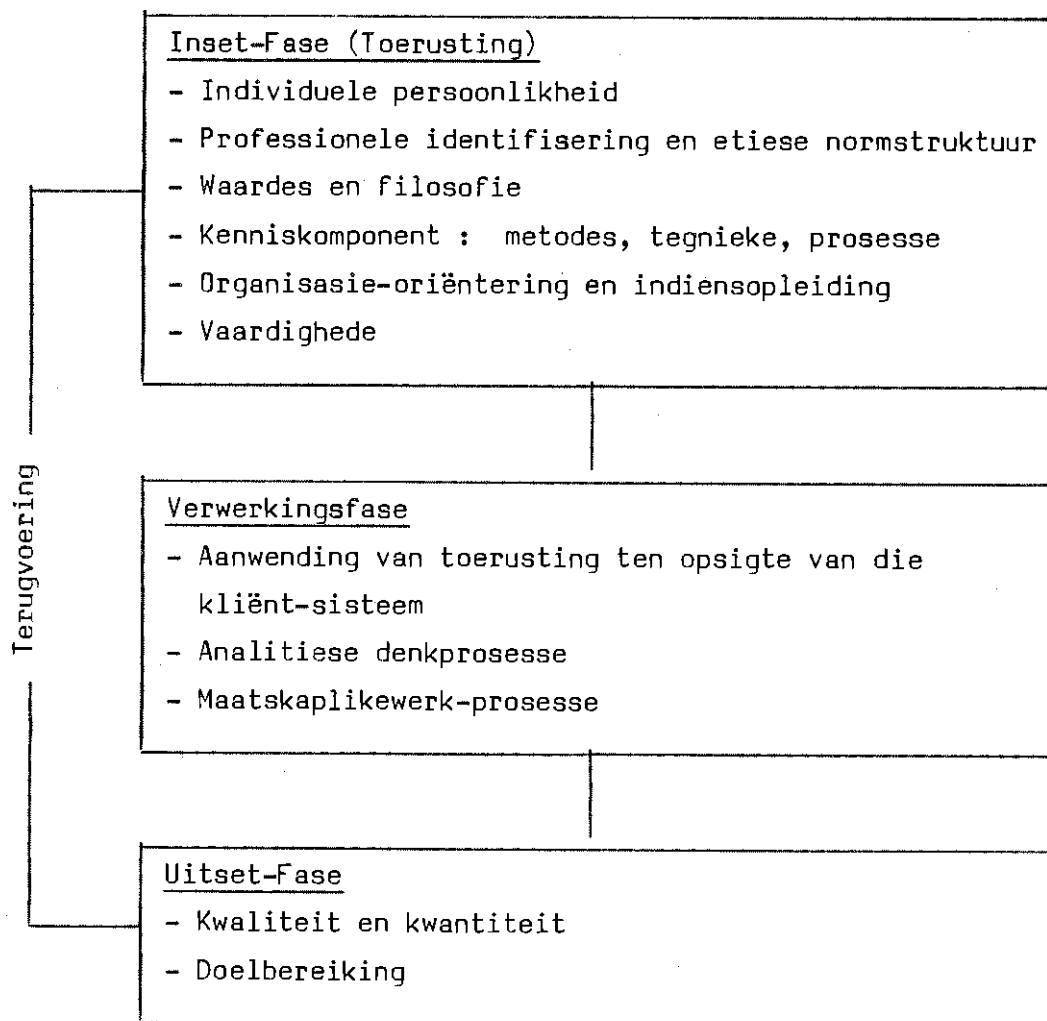 Inset-Fase (Toerusting)
- Individuele persoonlikheid
- Professionele identifisering en etiese normstruktuur
- Waardes en filosofie
- Kenniskomponent : metodes, tegnieke, prosesse
- Organisasie-oriëntering en indiensopleiding
- Vaardighede
Terugvoering
Verwerkingsfase
- Aanwending van toerusting ten opsigte van die
kliënt-sisteem
- Analitiese denkprosesse
- Maatskaplikewerk-prosesse
Uitset-Fase
- Kwaliteit en kwantiteit
- Doelbereiking